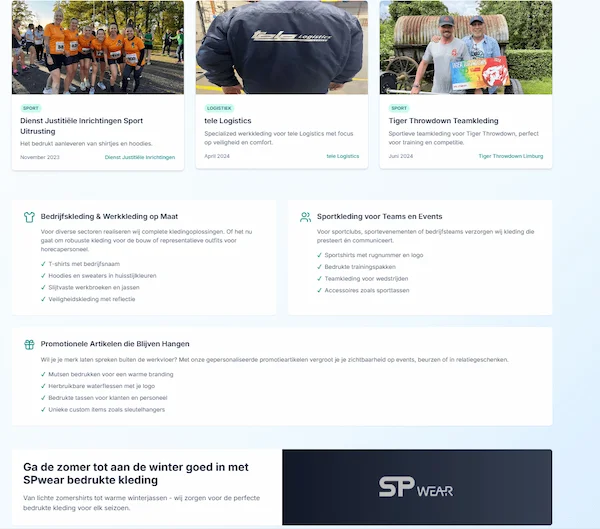 tele Logistics
SPORT
Dienst Justitiële Inrichtingen Sport
Uitrusting
Het bedrukt aanleveren van shirtjes en hoodies.
November 2023
Dienst Justitiële Inrichtingen
LOGISTIEK
tele Logistics
Specialized werkkleding voor tele Logistics met focus
op veiligheid en comfort.
April 2024
tele Logistics
SPORT
Tiger Throwdown Teamkleding
Sportieve teamkleding voor Tiger Throwdown, perfect
voor training en competitie.
Juni 2024
Tiger Throwdown Limburg
Bedrijfskleding & Werkkleding op Maat
Voor diverse sectoren realiseren wij complete kledingoplossingen. Of het nu
gaat om robuuste kleding voor de bouw of representatieve outfits voor
horecapersoneel.
✓ T-shirts met bedrijfsnaam
✓ Hoodies en sweaters in huisstijlkleuren
✓ Slijtvaste werkbroeken en jassen
✓ Veiligheidskleding met reflectie
Sportkleding voor Teams en Events
Voor sportclubs, sportevenementen of bedrijfsteams verzorgen wij kleding die
presteert én communiceert.
✓ Sportshirts met rugnummer en logo
✓ Bedrukte trainingspakken
✓ Teamkleding voor wedstrijden
✓ Accessoires zoals sporttassen
Promotionele Artikelen die Blijven Hangen
Wil je je merk laten spreken buiten de werkvloer? Met onze gepersonaliseerde promotieartikelen vergroot je je zichtbaarheid op events, beurzen of in relatiegeschenken.
✓ Mutsen bedrukken voor een warme branding
✓ Herbruikbare waterflessen met je logo
✓ Bedrukte tassen voor klanten en personeel
✓ Unieke custom items zoals sleutelhangers
Ga de zomer tot aan de winter goed in met
SPwear bedrukte kleding
Van lichte zomershirts tot warme winterjassen - wij zorgen voor de perfecte
bedrukte kleding voor elk seizoen.
SP WEAR